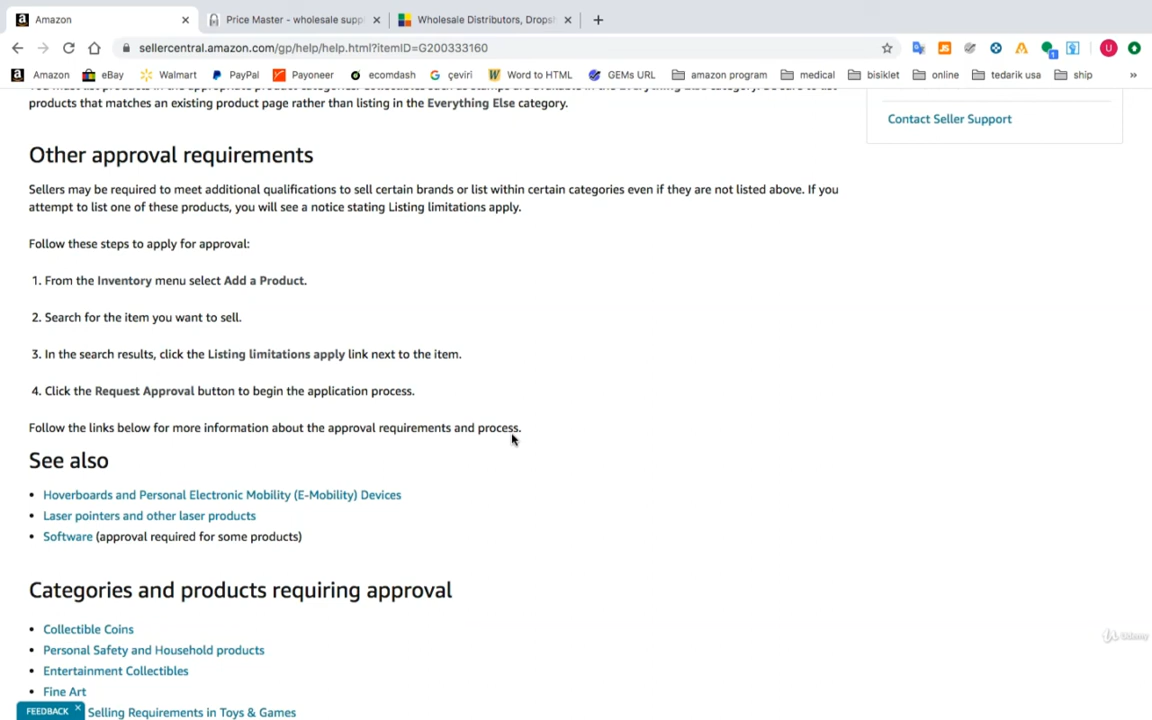 Amazon
Price Master - wholesale supp
Wholesale Distributors, Dropsh
sellercentral.amazon.com/gp/help/help.html?itemID=G200333160
Amazon eBay Walmart PayPal Payoneer ecomdash çeviri Word to HTML GEMs URL amazon program medical bisiklet online tedarik usa ship »
products that matches an existing product page rather than listing in the Everything Else category.
Contact Seller Support
Other approval requirements
Sellers may be required to meet additional qualifications to sell certain brands or list within certain categories even if they are not listed above. If you
attempt to list one of these products, you will see a notice stating Listing limitations apply.
Follow these steps to apply for approval:
1. From the Inventory menu select Add a Product.
2. Search for the item you want to sell.
3. In the search results, click the Listing limitations apply link next to the item.
4. Click the Request Approval button to begin the application process.
Follow the links below for more information about the approval requirements and process.
See also
• Hoverboards and Personal Electronic Mobility (E-Mobility) Devices
• Laser pointers and other laser products
• Software (approval required for some products)
Categories and products requiring approval
• Collectible Coins
• Personal Safety and Household products
• Entertainment Collectibles
• Fine Art
Selling Requirements in Toys & Games
FEEDBACK
Udemy